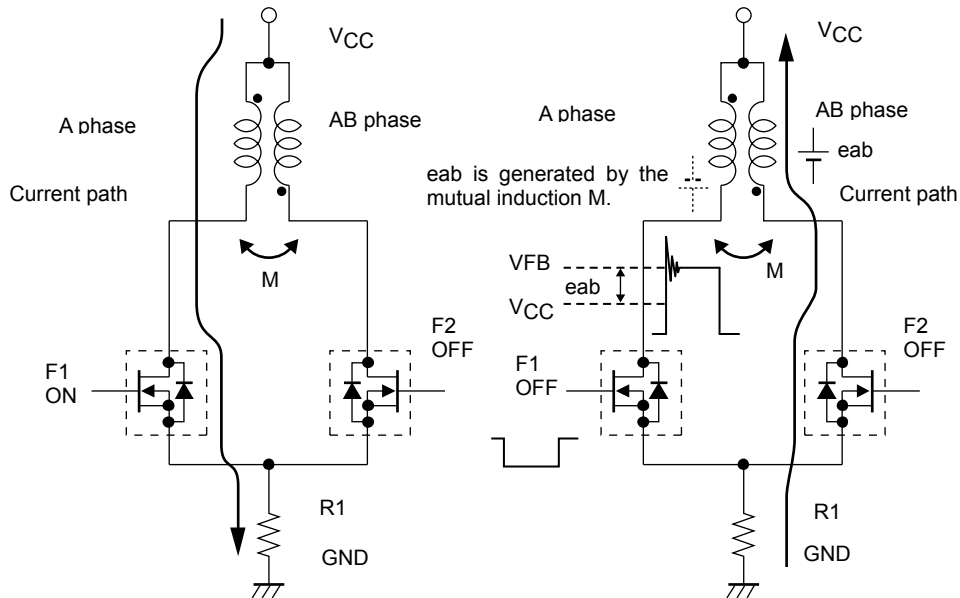 VCC
A phase
AB phase
Current path
M
F1
ON
F2
OFF
R1
GND
VCC
A phase
AB phase
eab
eab is generated by the
mutual induction M.
Current path
M
VFB
eab
VCC
F1
OFF
F2
OFF
R1
GND